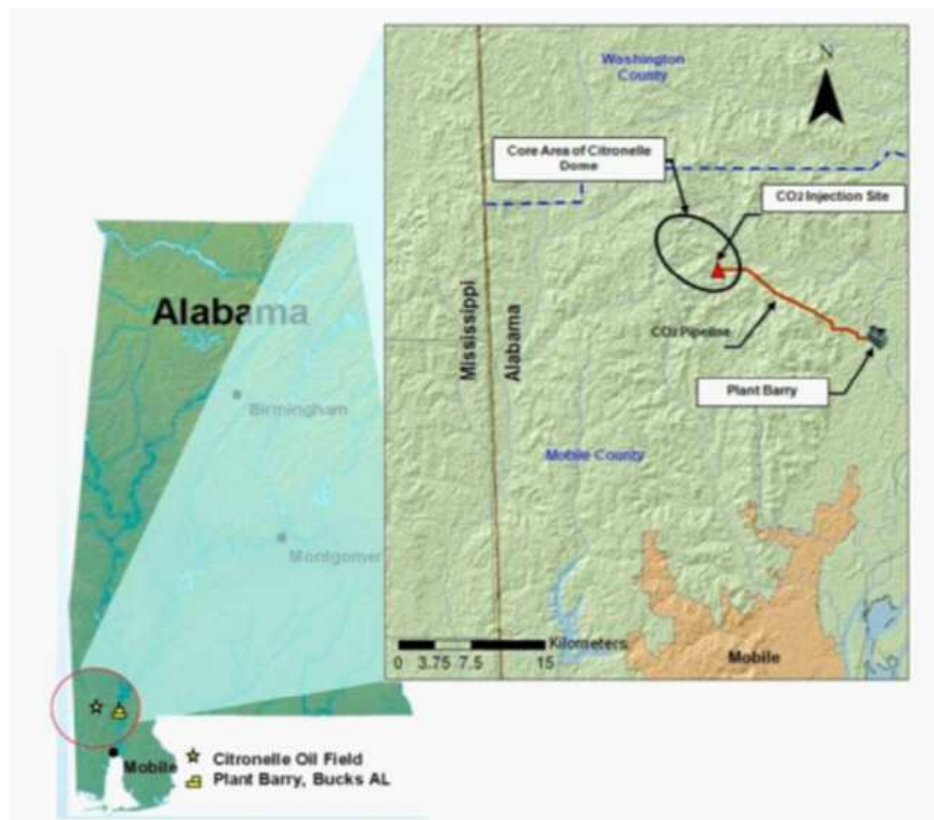 Washington
County
N
Core Area of Citronelle
Dome
CO2 Injection Site
Alabama
Mississippi
Alabama
CO2 Pipeline
Plant Barry
Birmingham
Mobile County
Montgomer
Kilometers
0 3.75 7.5 15
Mobile
Mobile
Citronelle Oil Field
Plant Barry, Bucks AL